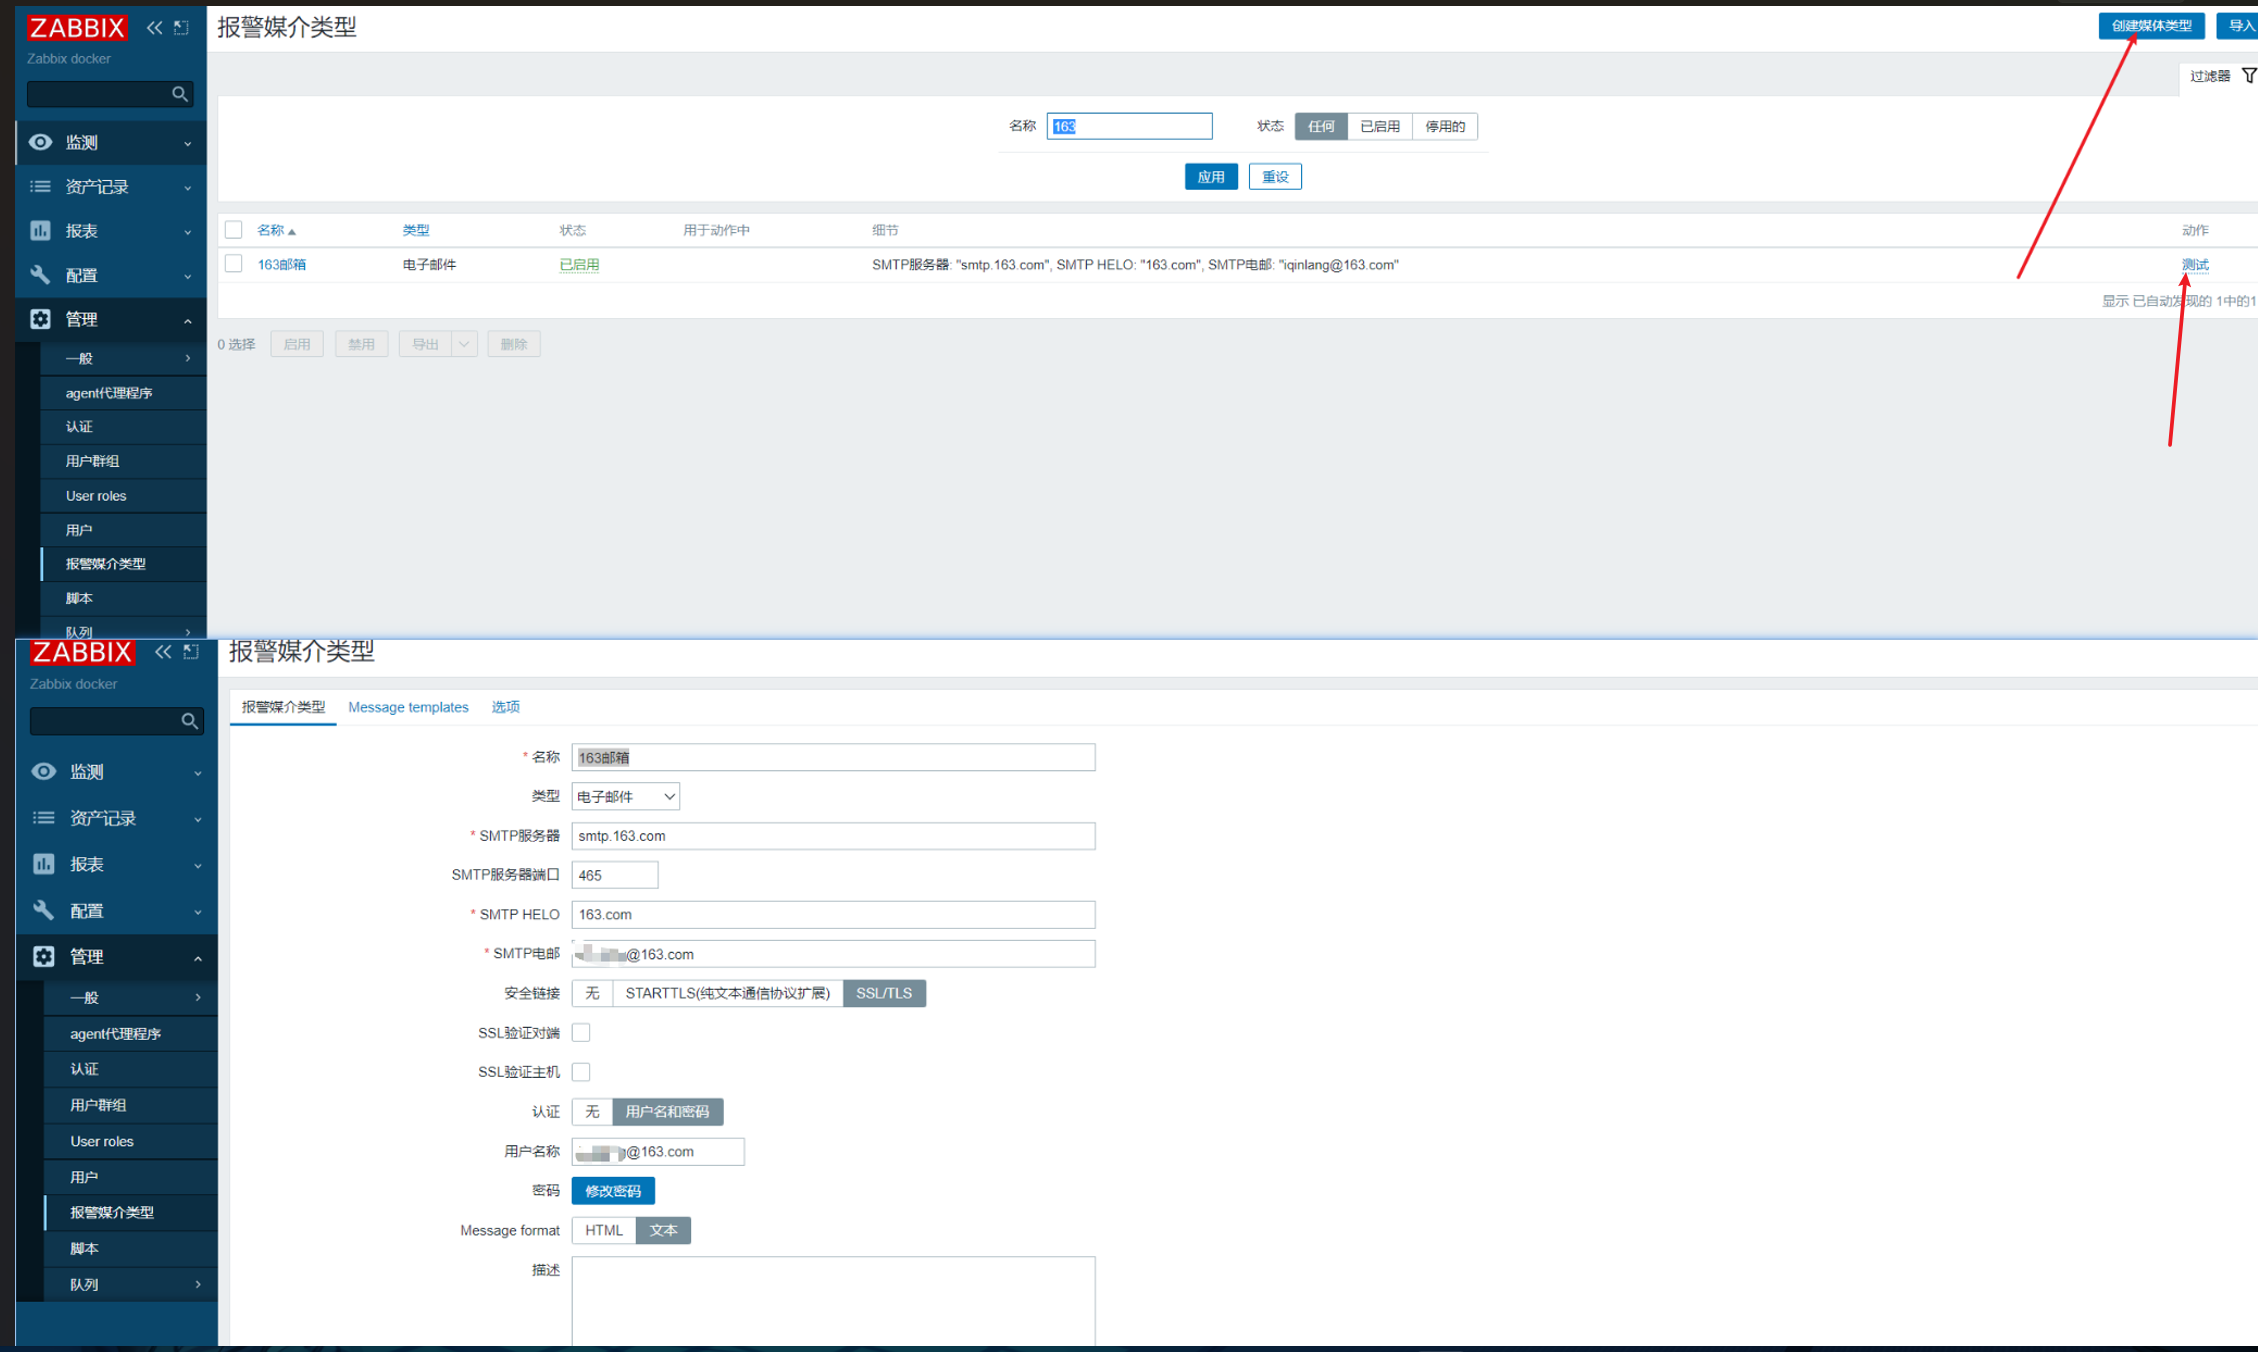 ZABBIX
Zabbix docker
监测
资产记录
报表
配置
管理
一般
agent代理程序
认证
用户群组
User roles
用户
报警媒介类型
脚本
队列
报警媒介类型
创建媒体类型 导入
过滤器
名称 163 状态 任何 已启用 停用的
应用 重设
名称 类型 状态 用于动作中 细节 动作
163邮箱 电子邮件 已启用 SMTP服务器: "smtp.163.com", SMTP HELO: "163.com", SMTP电邮: "iqinlang@163.com" 测试
显示 已自动发现的 1中的1
0 选择 启用 禁用 导出 删除
ZABBIX
Zabbix docker
监测
资产记录
报表
配置
管理
一般
agent代理程序
认证
用户群组
User roles
用户
报警媒介类型
脚本
队列
报警媒介类型
报警媒介类型 Message templates 选项
* 名称 163邮箱
类型 电子邮件
* SMTP服务器 smtp.163.com
SMTP服务器端口 465
* SMTP HELO 163.com
* SMTP电邮 @163.com
安全链接 无 STARTTLS(纯文本通信协议扩展) SSL/TLS
SSL验证对端
SSL验证主机
认证 无 用户名和密码
用户名称 @163.com
密码 修改密码
Message format HTML 文本
描述